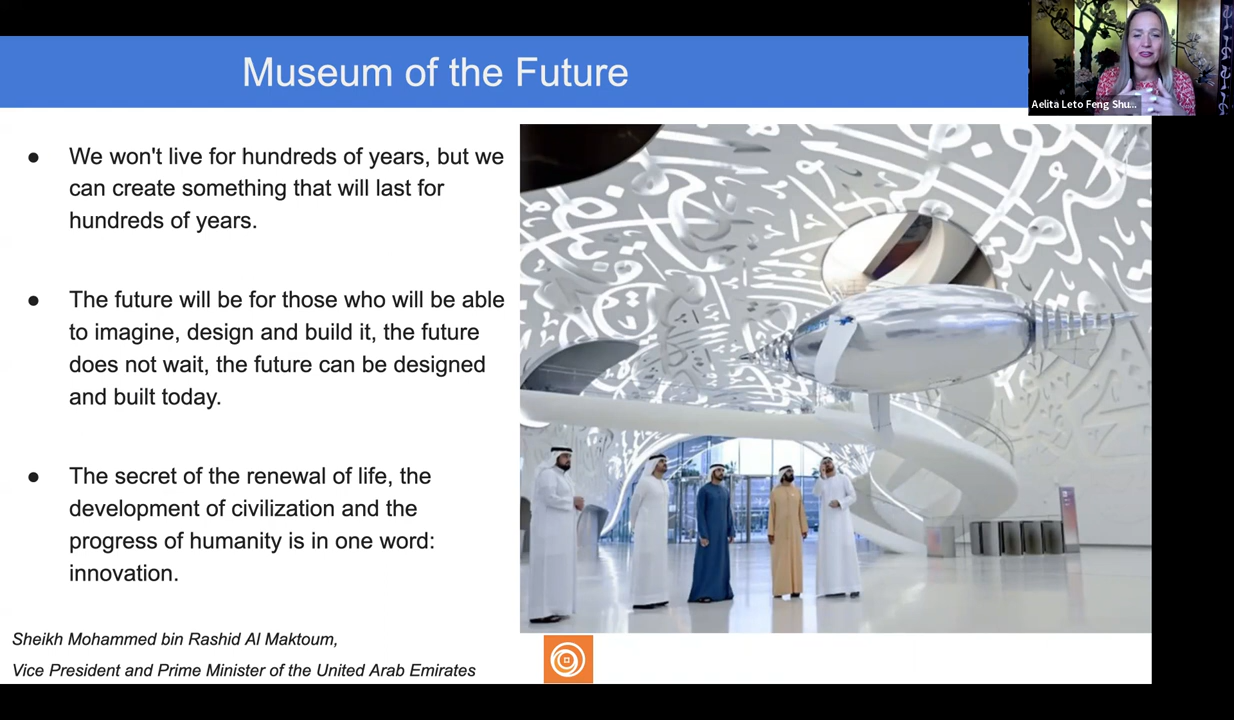 Museum of the Future
Aelita Leto Feng Shu...
● We won't live for hundreds of years, but we
can create something that will last for
hundreds of years.
● The future will be for those who will be able
to imagine, design and build it, the future
does not wait, the future can be designed
and built today.
● The secret of the renewal of life, the
development of civilization and the
progress of humanity is in one word:
innovation.
Sheikh Mohammed bin Rashid Al Maktoum,
Vice President and Prime Minister of the United Arab Emirates